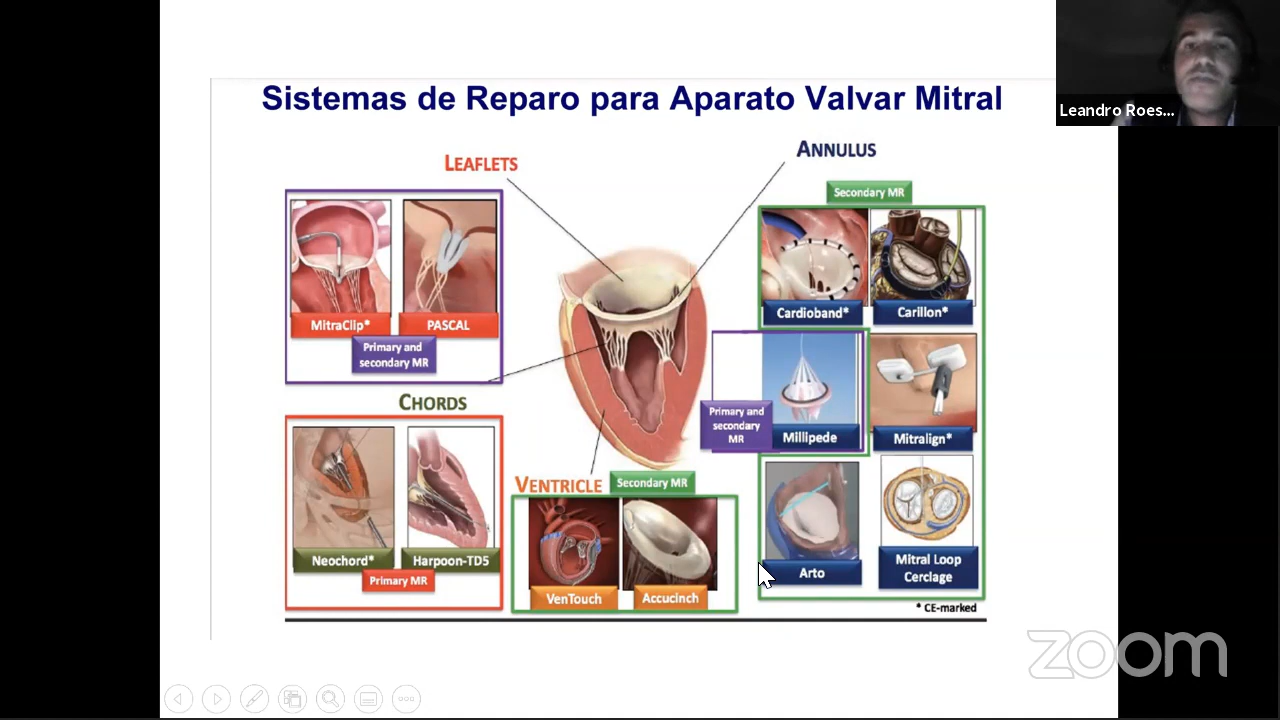 Sistemas de Reparo para Aparato Valvar Mitral
Leandro Roes...
LEAFLETS
ANNULUS
Secondary MR
MitraClip*
PASCAL
Primary and
secondary MR
Cardioband*
Carillon*
CHORDS
Primary and
secondary
MR
Millipede
Mitralign*
VENTRICLE
Secondary MR
Neochord*
Harpoon-TD5
Primary MR
VenTouch
Accucinch
Arto
Mitral Loop
Cerclage
* CE-marked
zoom